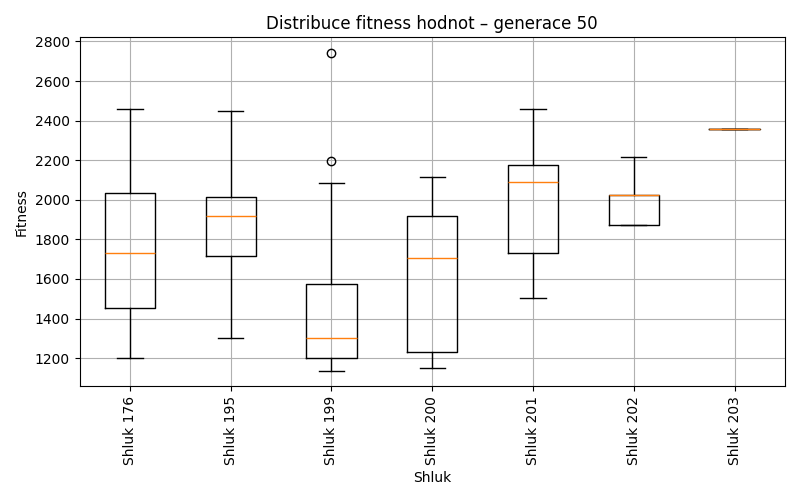 Distribuce fitness hodnot – generace 50
Fitness
2800
2600
2400
2200
2000
1800
1600
1400
1200
Shluk 176
Shluk 195
Shluk 199
Shluk 200
Shluk 201
Shluk 202
Shluk 203
Shluk